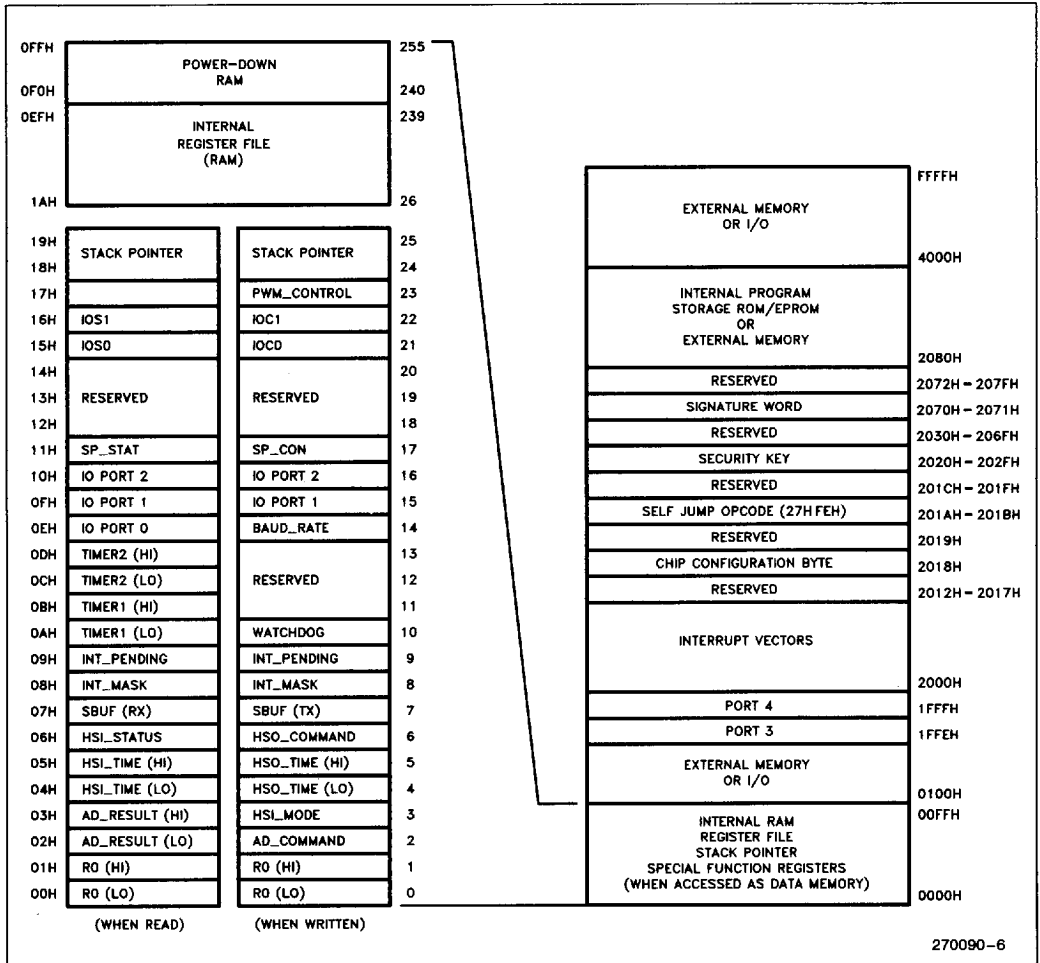 0FFH POWER-DOWN RAM 255
0F0H 240
0EFH INTERNAL REGISTER FILE (RAM) 239
1AH 26
19H STACK POINTER STACK POINTER 25
18H 24
17H PWM_CONTROL 23
16H IOS1 IOC1 22
15H IOS0 IOC0 21
14H 20
13H RESERVED RESERVED 19
12H 18
11H SP_STAT SP_CON 17
10H IO PORT 2 IO PORT 2 16
0FH IO PORT 1 IO PORT 1 15
0EH IO PORT 0 BAUD_RATE 14
0DH TIMER2 (HI) 13
0CH TIMER2 (LO) RESERVED 12
0BH TIMER1 (HI) 11
0AH TIMER1 (LO) WATCHDOG 10
09H INT_PENDING INT_PENDING 9
08H INT_MASK INT_MASK 8
07H SBUF (RX) SBUF (TX) 7
06H HSI_STATUS HSO_COMMAND 6
05H HSI_TIME (HI) HSO_TIME (HI) 5
04H HSI_TIME (LO) HSO_TIME (LO) 4
03H AD_RESULT (HI) HSI_MODE 3
02H AD_RESULT (LO) AD_COMMAND 2
01H R0 (HI) R0 (HI) 1
00H R0 (LO) R0 (LO) 0
(WHEN READ) (WHEN WRITTEN)
FFFFH
EXTERNAL MEMORY
OR I/O
4000H
INTERNAL PROGRAM
STORAGE ROM/EPROM
OR
EXTERNAL MEMORY
2080H
RESERVED 2072H - 207FH
SIGNATURE WORD 2070H - 2071H
RESERVED 2030H - 206FH
SECURITY KEY 2020H - 202FH
RESERVED 201CH - 201FH
SELF JUMP OPCODE (27H FEH) 201AH - 201BH
RESERVED 2019H
CHIP CONFIGURATION BYTE 2018H
RESERVED 2012H - 2017H
INTERRUPT VECTORS
2000H
PORT 4 1FFFH
PORT 3 1FFEH
EXTERNAL MEMORY
OR I/O
0100H
INTERNAL RAM 00FFH
REGISTER FILE
STACK POINTER
SPECIAL FUNCTION REGISTERS
(WHEN ACCESSED AS DATA MEMORY)
0000H
270090-6